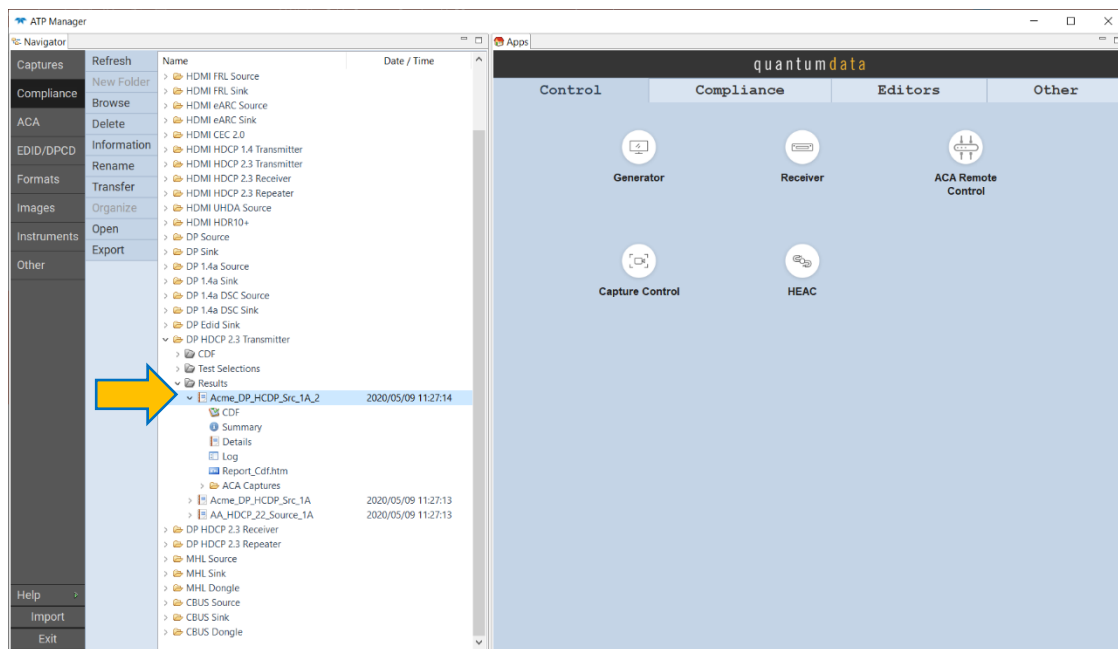 ATP Manager
Navigator
Captures
Compliance
ACA
EDID/DPCD
Formats
Images
Instruments
Other
Help
Import
Exit
Refresh
New Folder
Browse
Delete
Information
Rename
Transfer
Organize
Open
Export
Name Date / Time
HDMI FRL Source
HDMI FRL Sink
HDMI eARC Source
HDMI eARC Sink
HDMI CEC 2.0
HDMI HDCP 1.4 Transmitter
HDMI HDCP 2.3 Transmitter
HDMI HDCP 2.3 Receiver
HDMI HDCP 2.3 Repeater
HDMI UHDA Source
HDMI HDR10+
DP Source
DP Sink
DP 1.4a Source
DP 1.4a Sink
DP 1.4a DSC Source
DP 1.4a DSC Sink
DP Edid Sink
DP HDCP 2.3 Transmitter
CDF
Test Selections
Results
Acme_DP_HCDP_Src_1A_2 2020/05/09 11:27:14
CDF
Summary
Details
Log
Report_Cdf.htm
ACA Captures
Acme_DP_HCDP_Src_1A 2020/05/09 11:27:13
AA_HDCP_22_Source_1A 2020/05/09 11:27:13
DP HDCP 2.3 Receiver
DP HDCP 2.3 Repeater
MHL Source
MHL Sink
MHL Dongle
CBUS Source
CBUS Sink
CBUS Dongle
Apps
quantumdata
Control Compliance Editors Other
Generator
Receiver
ACA Remote
Control
Capture Control
HEAC